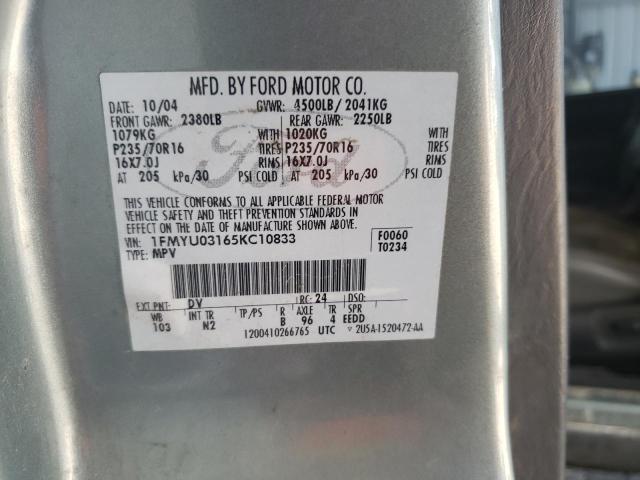 MFD. BY FORD MOTOR CO.
DATE: 10/04 GVWR: 4500LB/2041KG
FRONT GAWR: 2380LB REAR GAWR: 2250LB
1079KG WITH 1020KG WITH
P235/70R16 TIRES P235/70R16 TIRES
16X7.0J RIMS 16X7.0J RIMS
AT 205 kPa/30 PSI COLD AT 205 kPa/30 PSI COLD
Ford
THIS VEHICLE CONFORMS TO ALL APPLICABLE FEDERAL MOTOR
VEHICLE SAFETY AND THEFT PREVENTION STANDARDS IN
EFFECT ON THE DATE OF MANUFACTURE SHOWN ABOVE.
VIN: 1FMYU03165KC10833 F0060
TYPE: MPV T0234
EXT PNT: DV RC: 24 DSO:
WB INT TR TP/PS R AXLE TR SPR
103 N2 B 96 4 EEDD
1200410266765 UTC 2U5A-1520472-AA